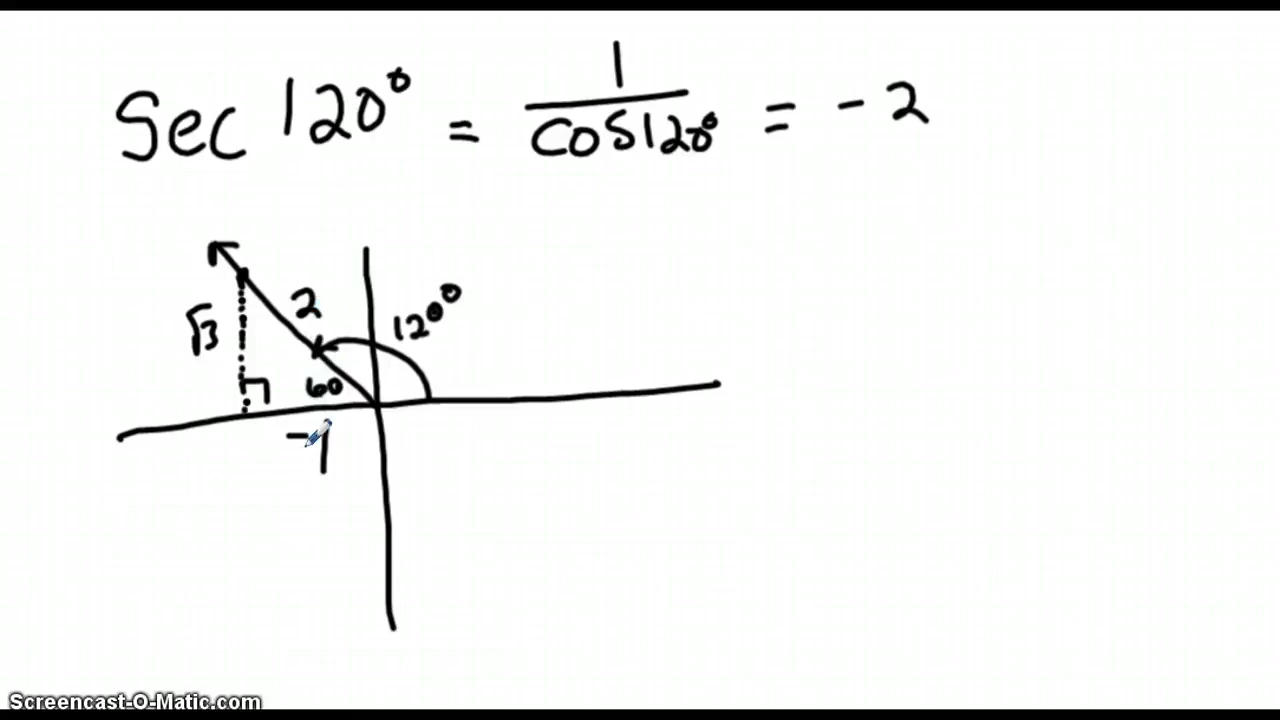 Sec 120° = 1/cos120° = -2
120°
2
√3
60
-1
Screencast-O-Matic.com